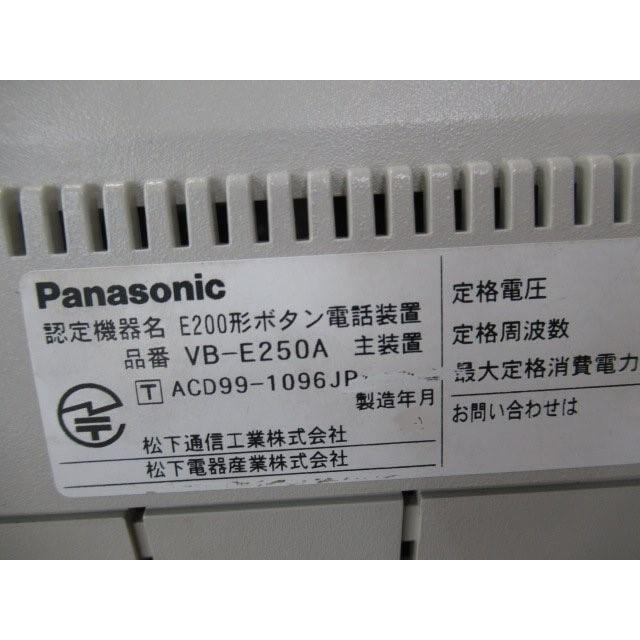 Panasonic
認定機器名 E200形ボタン電話装置
品番 VB-E250A 主装置
T ACD99-1096JP
製造年月
松下通信工業株式会社
松下電器産業株式会社
定格電圧
定格周波数
最大定格消費電力
お問い合わせは